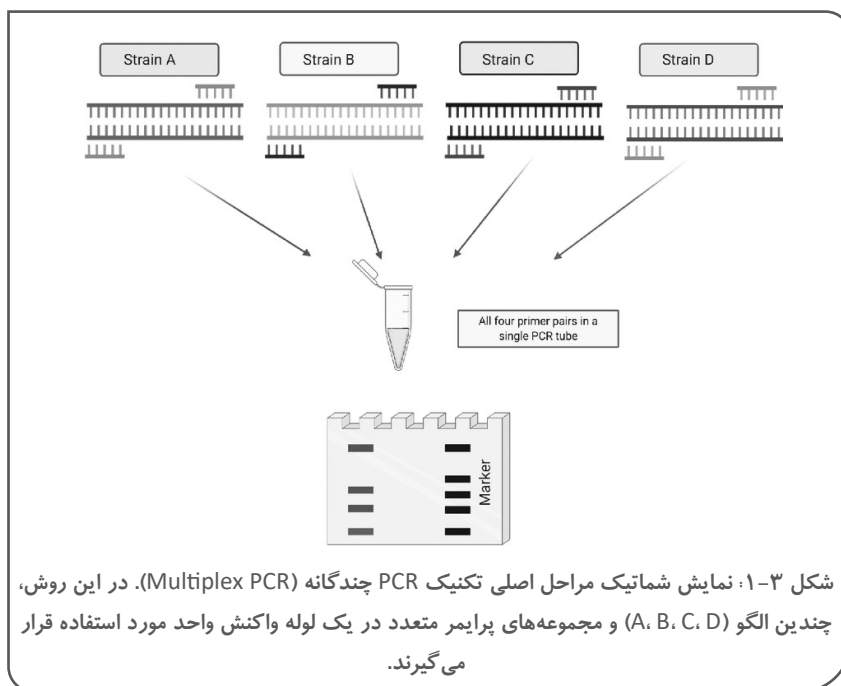 Strain A
Strain B
Strain C
Strain D
All four primer pairs in a
single PCR tube
Marker
شکل ۳-۱: نمایش شماتیک مراحل اصلی تکنیک PCR چندگانه (Multiplex PCR). در این روش،
چندین الگو (A، B، C، D) و مجموعه‌های پرایمر متعدد در یک لوله واکنش واحد مورد استفاده قرار
می‌گیرند.